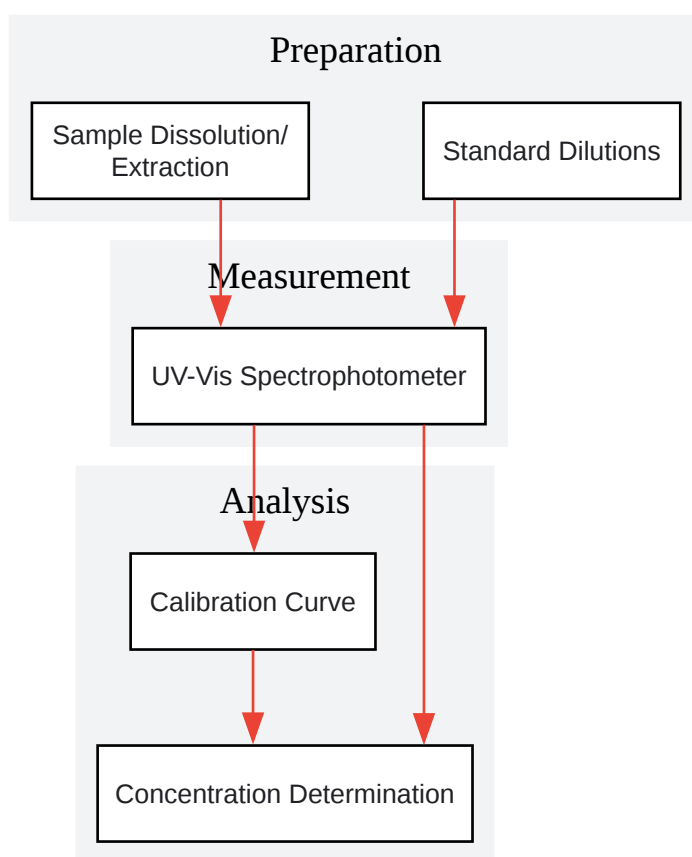 Preparation
Sample Dissolution/
Extraction
Standard Dilutions
Measurement
UV-Vis Spectrophotometer
Analysis
Calibration Curve
Concentration Determination